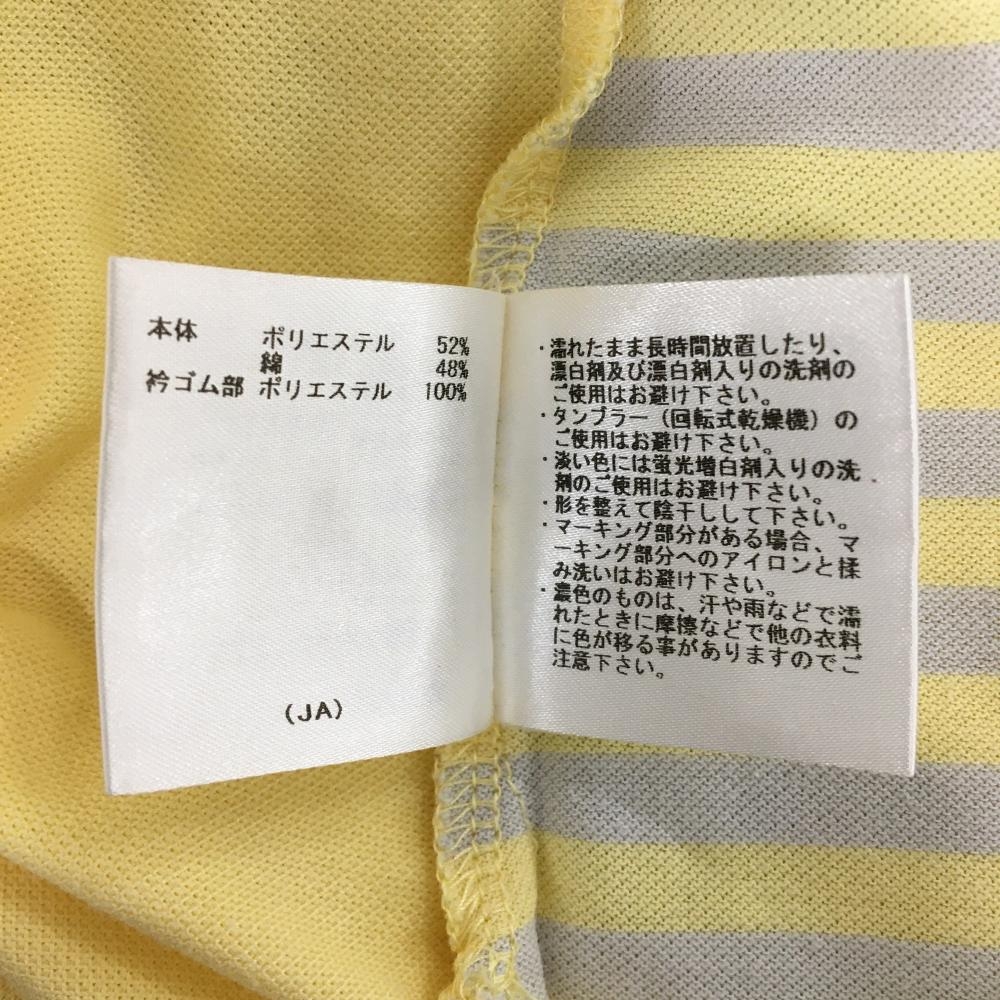 本体 ポリエステル 52%
綿 48%
衿ゴム部 ポリエステル 100%
(JA)
・濡れたまま長時間放置したり、
漂白剤及び漂白剤入りの洗剤の
ご使用はお避け下さい。
・タンブラー（回転式乾燥機）の
ご使用はお避け下さい。
・淡い色には蛍光増白剤入りの洗
剤のご使用はお避け下さい。
・形を整えて陰干しして下さい。
・マーキング部分がある場合、マ
ーキング部分へのアイロンと揉
み洗いはお避け下さい。
・濃色のものは、汗や雨などで濡
れたときに摩擦などで他の衣料
に色が移る事がありますのでご
注意下さい。